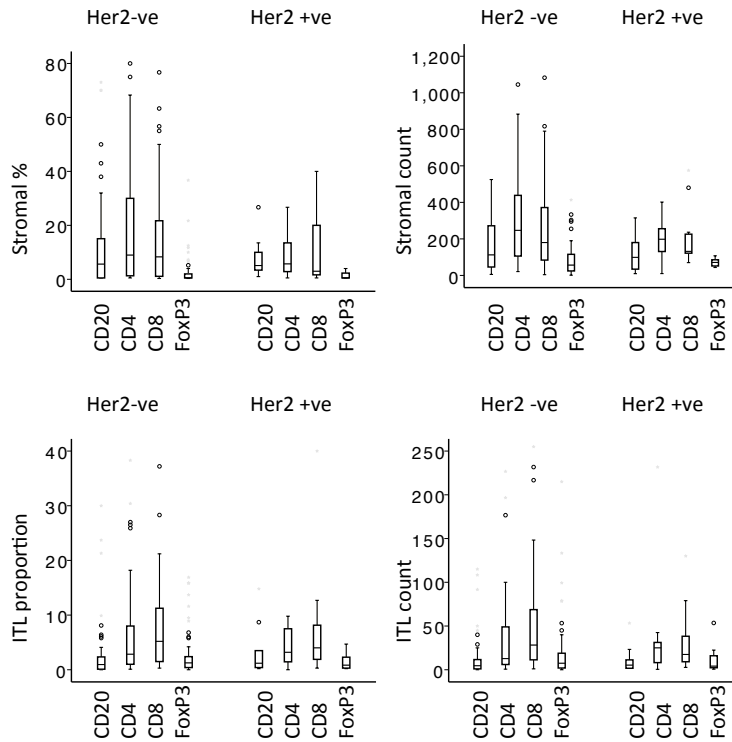 Her2-ve Her2 +ve
Stromal %
80
60
40
20
0
CD20 CD4 CD8 FoxP3 CD20 CD4 CD8 FoxP3
Her2 -ve Her2 +ve
Stromal count
1,200
1,000
800
600
400
200
0
CD20 CD4 CD8 FoxP3 CD20 CD4 CD8 FoxP3
Her2-ve Her2 +ve
ITL proportion
40
30
20
10
0
CD20 CD4 CD8 FoxP3 CD20 CD4 CD8 FoxP3
Her2 -ve Her2 +ve
ITL count
250
200
150
100
50
0
CD20 CD4 CD8 FoxP3 CD20 CD4 CD8 FoxP3